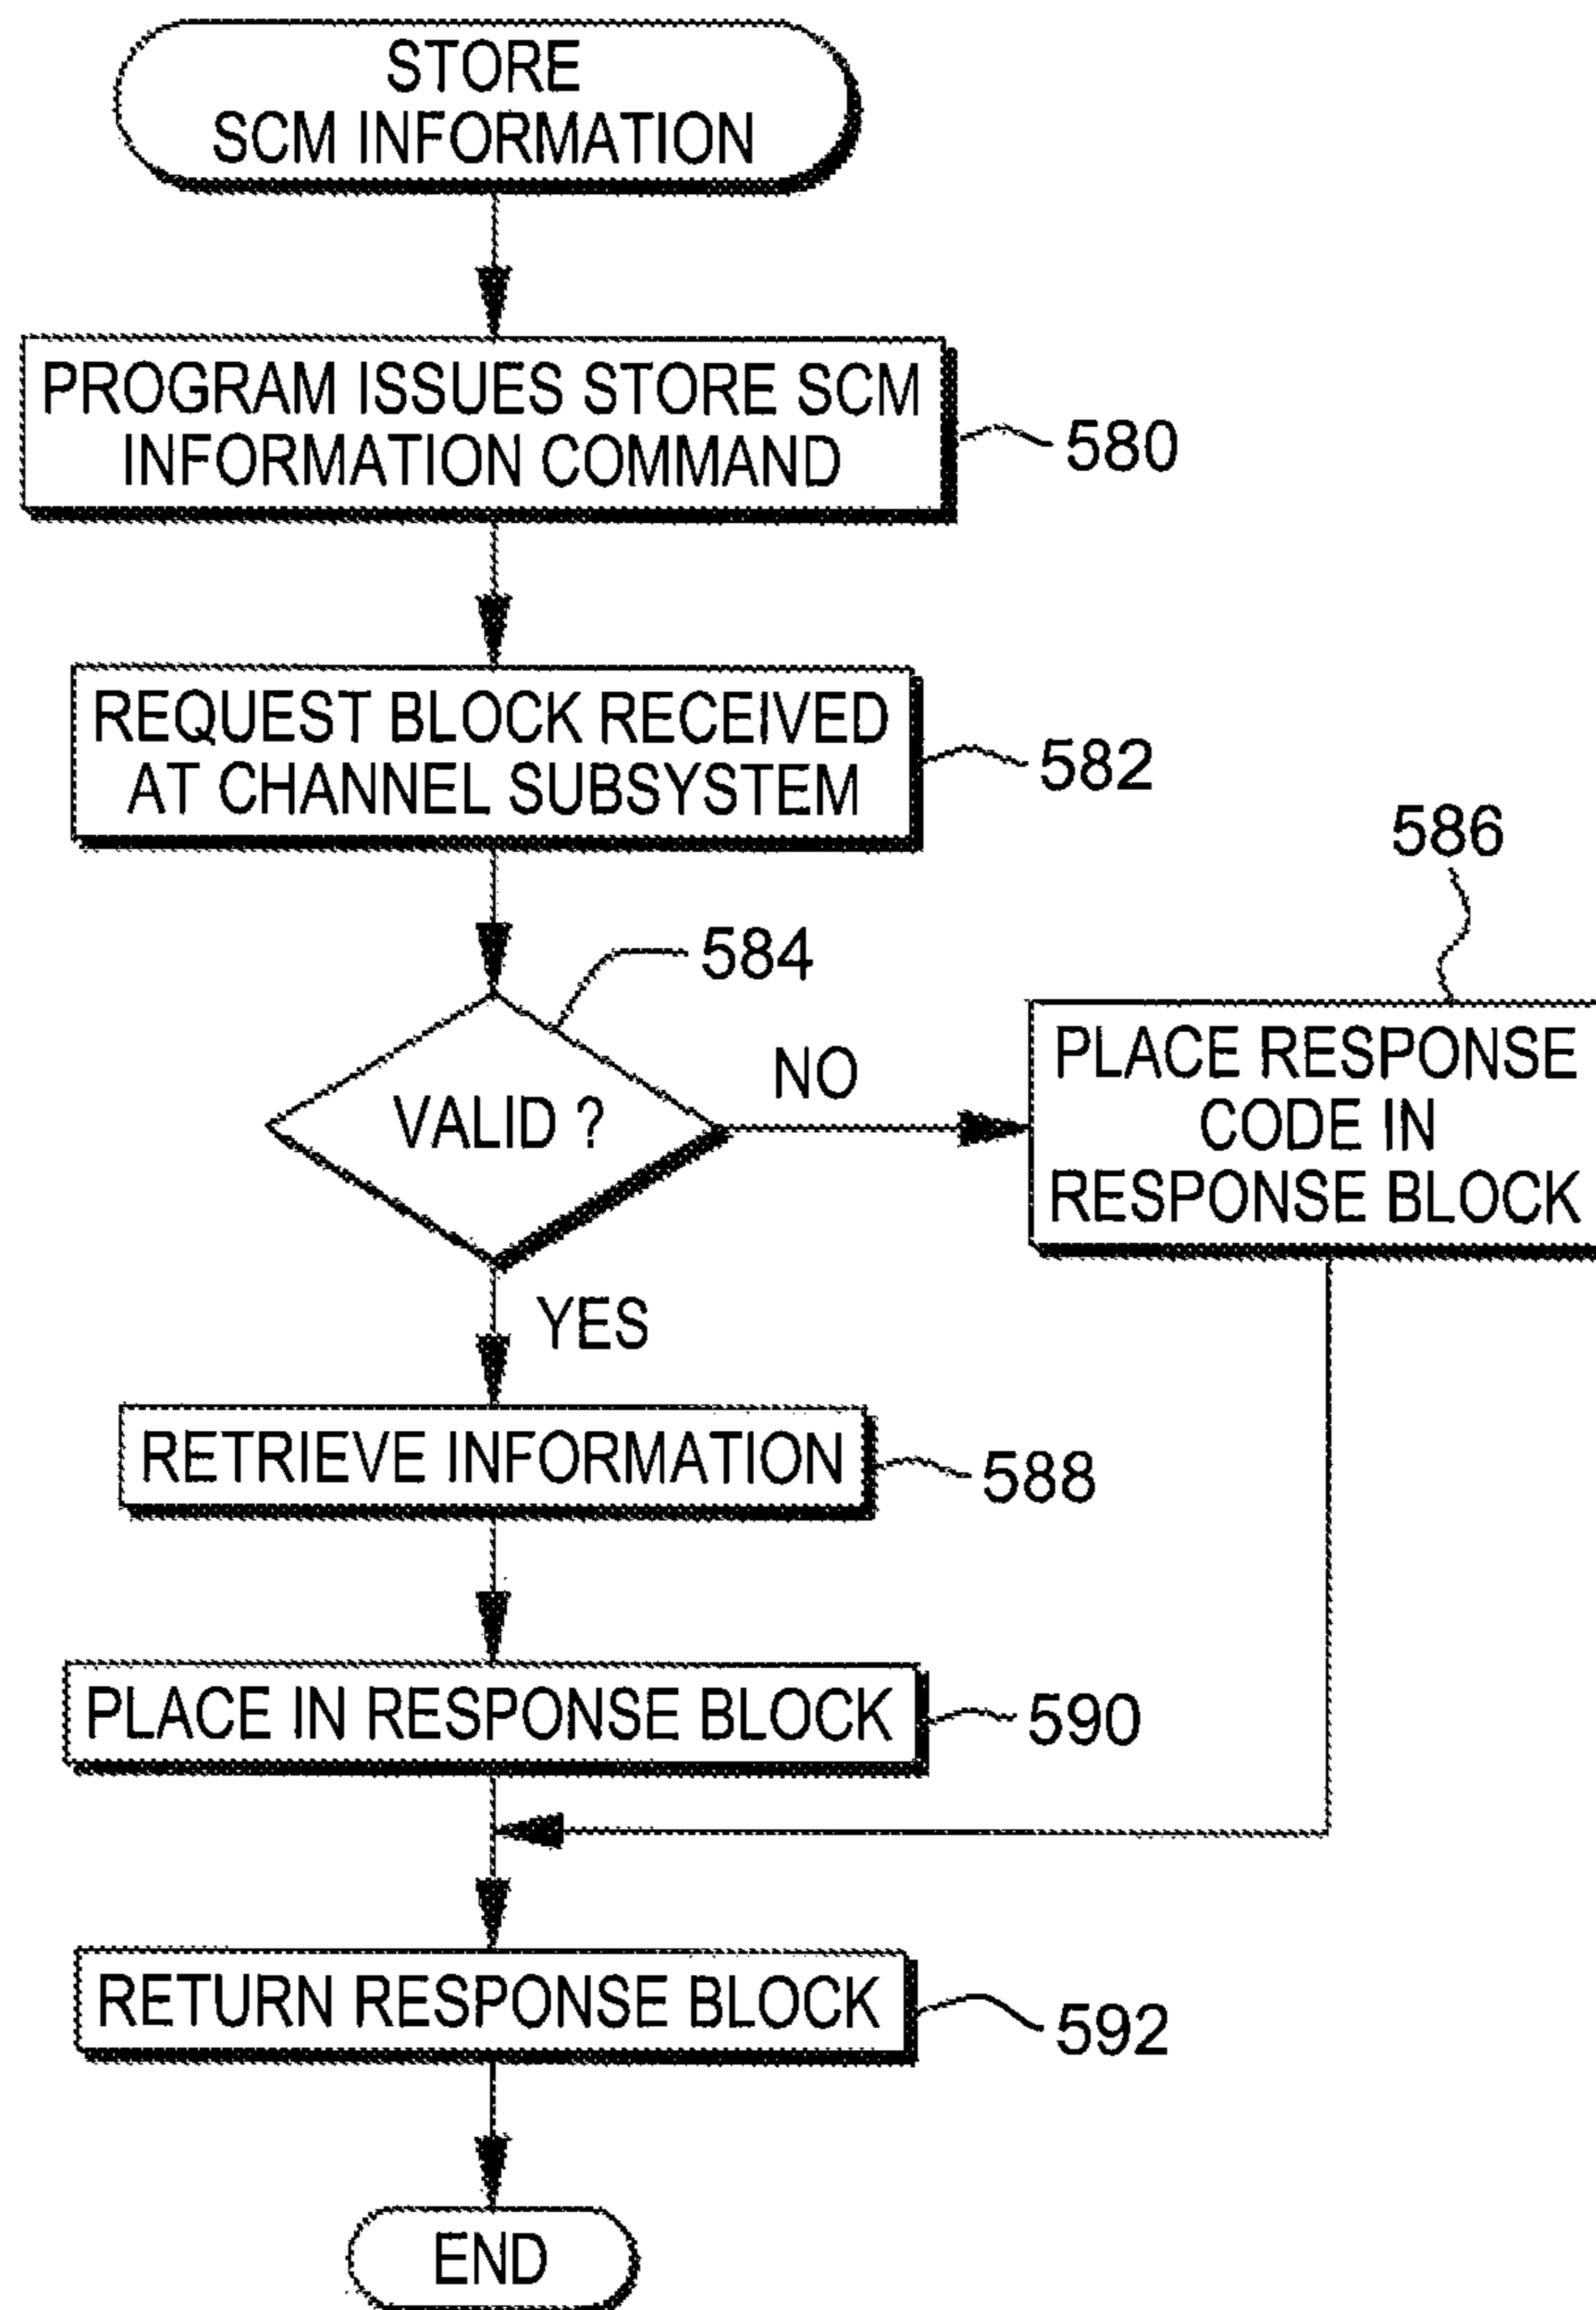 STORE
SCM INFORMATION
PROGRAM ISSUES STORE SCM
INFORMATION COMMAND
580
REQUEST BLOCK RECEIVED
AT CHANNEL SUBSYSTEM
582
584
VALID ?
NO
586
PLACE RESPONSE
CODE IN
RESPONSE BLOCK
YES
RETRIEVE INFORMATION
588
PLACE IN RESPONSE BLOCK
590
RETURN RESPONSE BLOCK
592
END